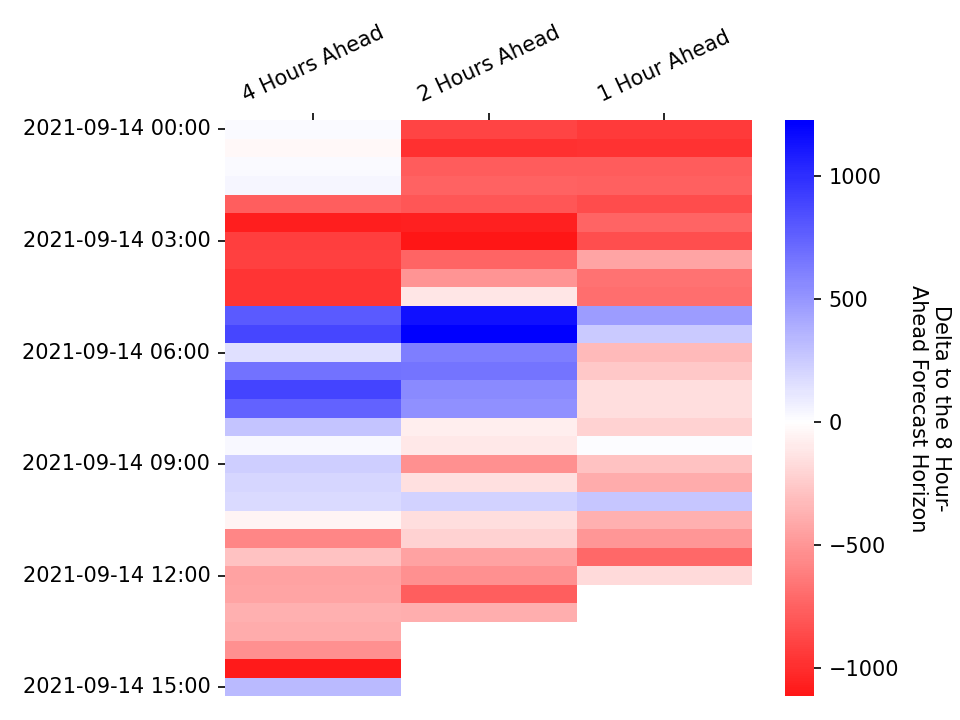 4 Hours Ahead
2 Hours Ahead
1 Hour Ahead
2021-09-14 00:00
2021-09-14 03:00
2021-09-14 06:00
2021-09-14 09:00
2021-09-14 12:00
2021-09-14 15:00
1000
500
0
−500
−1000
Delta to the 8 Hour-
Ahead Forecast Horizon